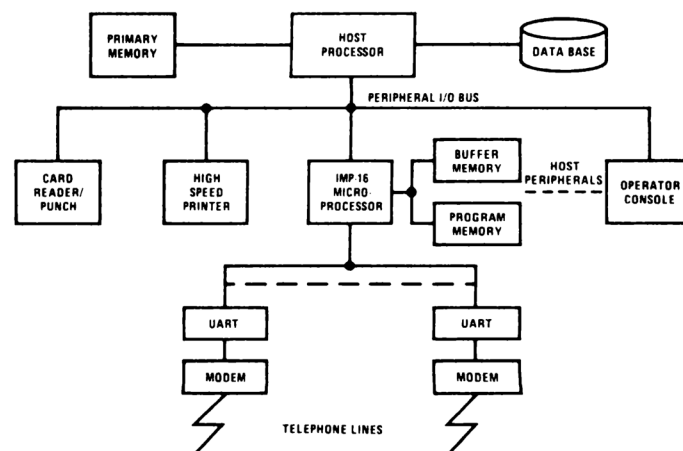 PRIMARY
MEMORY
HOST
PROCESSOR
DATA BASE
PERIPHERAL I/O BUS
CARD
READER/
PUNCH
HIGH
SPEED
PRINTER
IMP-16
MICRO-
PROCESSOR
BUFFER
MEMORY
PROGRAM
MEMORY
HOST
PERIPHERALS
OPERATOR
CONSOLE
UART
UART
MODEM
MODEM
TELEPHONE LINES